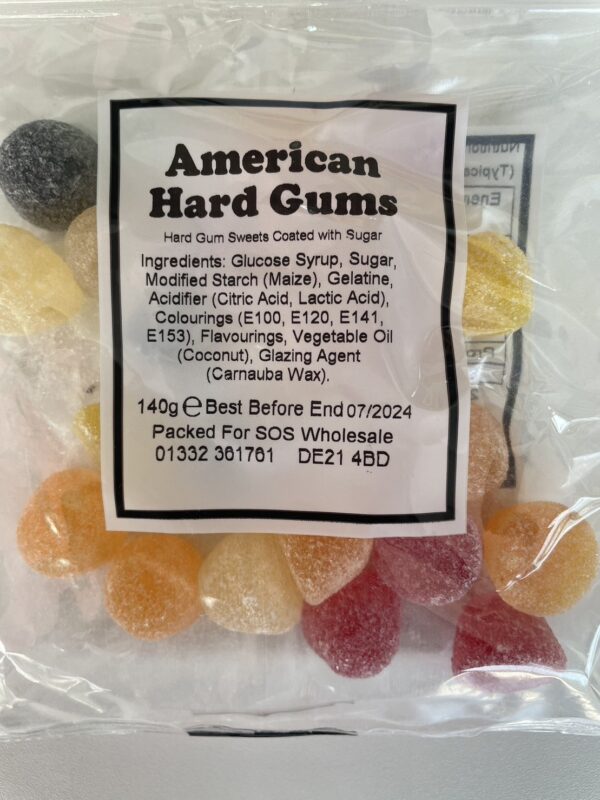 American
Hard Gums
Hard Gum Sweets Coated with Sugar
Ingredients: Glucose Syrup, Sugar,
Modified Starch (Maize), Gelatine,
Acidifier (Citric Acid, Lactic Acid),
Colourings (E100, E120, E141,
E153), Flavourings, Vegetable Oil
(Coconut), Glazing Agent
(Carnauba Wax).
140g ℮ Best Before End 07/2024
Packed For SOS Wholesale
01332 361761 DE21 4BD